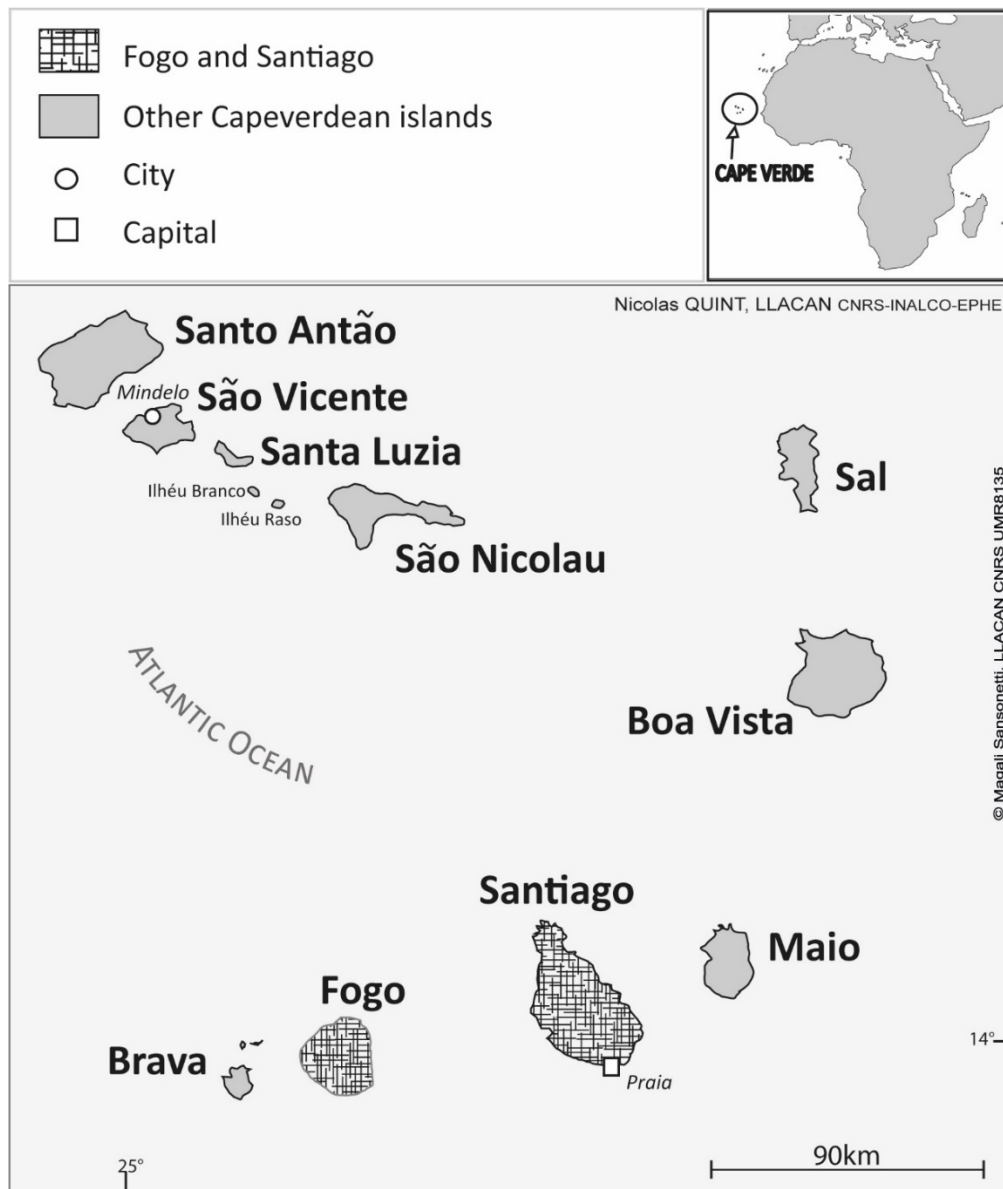 Fogo and Santiago
Other Capeverdean islands
City
Capital
CAPE VERDE
Nicolas QUINT, LLACAN CNRS-INALCO-EPHE
Santo Antão
Mindelo
São Vicente
Santa Luzia
Ilhéu Branco
Ilhéu Raso
São Nicolau
Sal
© Magali Sansonetti, LLACAN CNRS UMR8135
ATLANTIC OCEAN
Boa Vista
Santiago
Maio
Fogo
Brava
14°
Praia
25°
90km